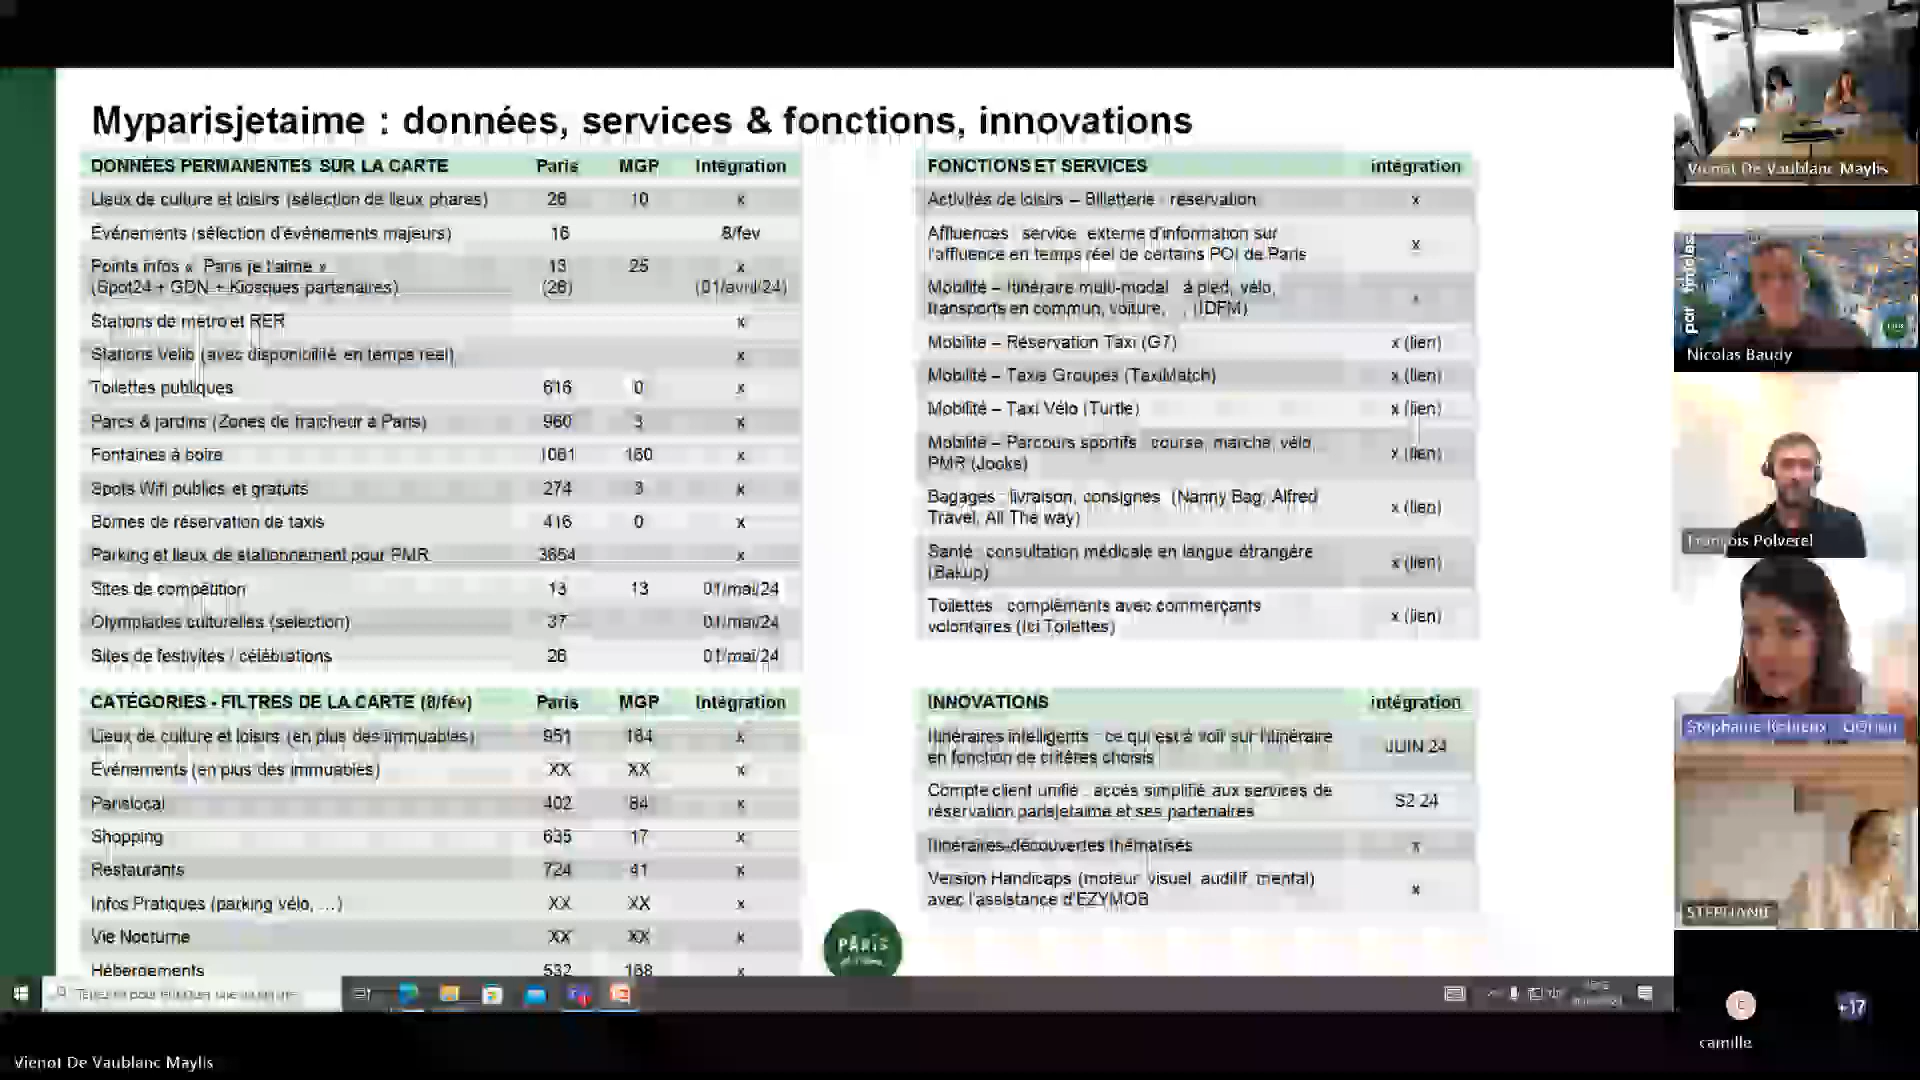 Myparisjetaime : données, services & fonctions, innovations
DONNÉES PERMANENTES SUR LA CARTE Paris MGP Intégration
Lieux de culture et loisirs (sélection de lieux phares) 26 10 x
Événements (sélection d'événements majeurs) 16 8/fev
Points infos « Paris je t'aime » 13 25 x
(Spot24 + GDN + Kiosques partenaires) (26) (01/avril/24)
Stations de métro et RER x
Stations Velib (avec disponibilité en temps réel) x
Toilettes publiques 616 0 x
Parcs & jardins (Zones de fraicheur à Paris) 960 3 x
Fontaines à boire 1081 160 x
Spots Wifi publics et gratuits 274 3 x
Bornes de réservation de taxis 416 0 x
Parking et lieux de stationnement pour PMR 3654 x
Sites de compétition 13 13 01/mai/24
Olympiades culturelles (selection) 37 01/mai/24
Sites de festivités / célébrations 26 01/mai/24
CATÉGORIES - FILTRES DE LA CARTE (8/fév) Paris MGP Intégration
Lieux de culture et loisirs (en plus des immuables) 951 164 x
Evénements (en plus des immuables) XX XX x
Parislocal 402 84 x
Shopping 635 17 x
Restaurants 724 41 x
Infos Pratiques (parking vélo, ...) XX XX x
Vie Nocturne XX XX x
Hébergements 532 168 x
FONCTIONS ET SERVICES intégration
Activités de loisirs – Billetterie : réservation x
Affluences : service externe d'information sur
l'affluence en temps réel de certains POI de Paris x
Mobilité – Itinéraire multi-modal : à pied, vélo,
transports en commun, voiture, ... (IDFM)
Mobilité – Réservation Taxi (G7) x (lien)
Mobilité – Taxis Groupes (TaxiMatch) x (lien)
Mobilité – Taxi Vélo (Turtle) x (lien)
Mobilité – Parcours sportifs : course, marche, vélo,
PMR (Jooks) x (lien)
Bagages : livraison, consignes (Nanny Bag, Alfred
Travel, All The way) x (lien)
Santé : consultation médicale en langue étrangère
(Bakup) x (lien)
Toilettes : compléments avec commerçants
volontaires (Ici Toilettes) x (lien)
INNOVATIONS intégration
Itinéraires intelligents : ce qui est à voir sur l'itinéraire
en fonction de critères choisis JUIN 24
Compte client unifié : accès simplifié aux services de
réservation parisjetaime et ses partenaires S2 24
Itinéraires-découvertes thématisés x
Version Handicaps (moteur, visuel, auditif, mental)
avec l'assistance d'EZYMOB x
PARIS
Vienot De Vaublanc Maylis
Nicolas Baudy
François Polverel
STEPHANIE
C
camille
+17
Vienot De Vaublanc Maylis